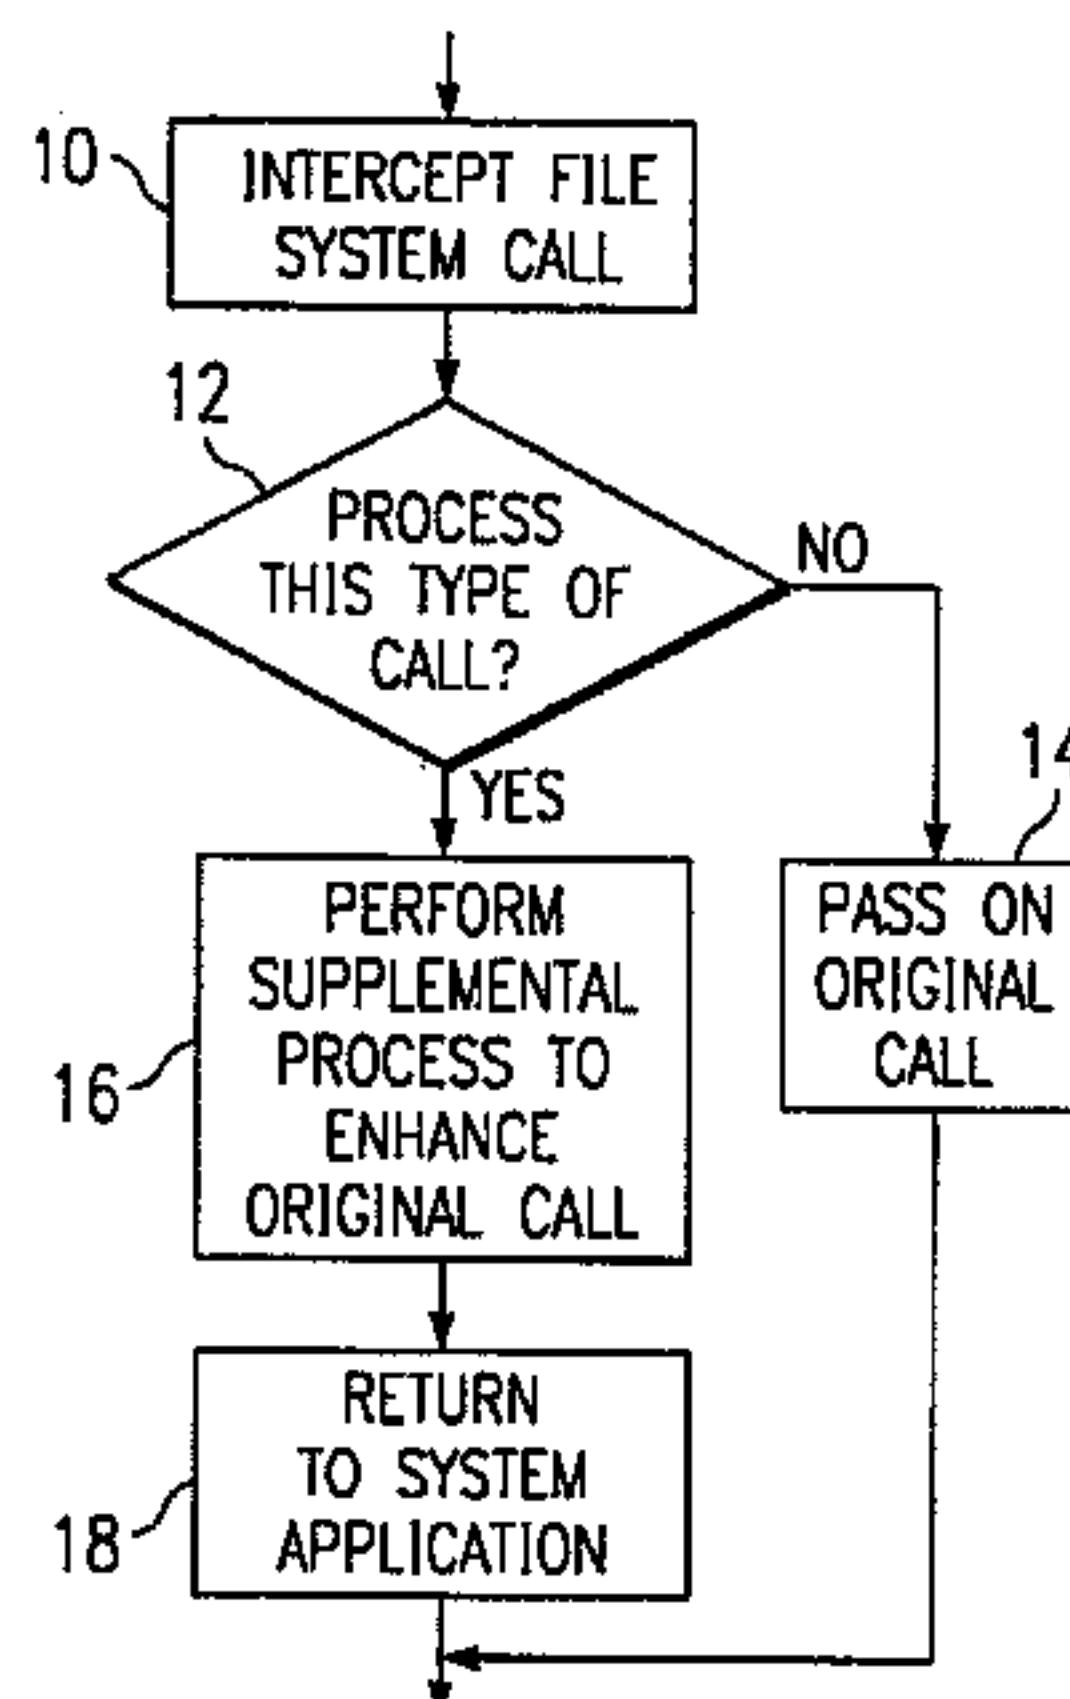 10
INTERCEPT FILE
SYSTEM CALL
12
PROCESS
THIS TYPE OF
CALL?
NO
YES
14
PASS ON
ORIGINAL
CALL
PERFORM
SUPPLEMENTAL
PROCESS TO
ENHANCE
ORIGINAL CALL
16
RETURN
TO SYSTEM
APPLICATION
18